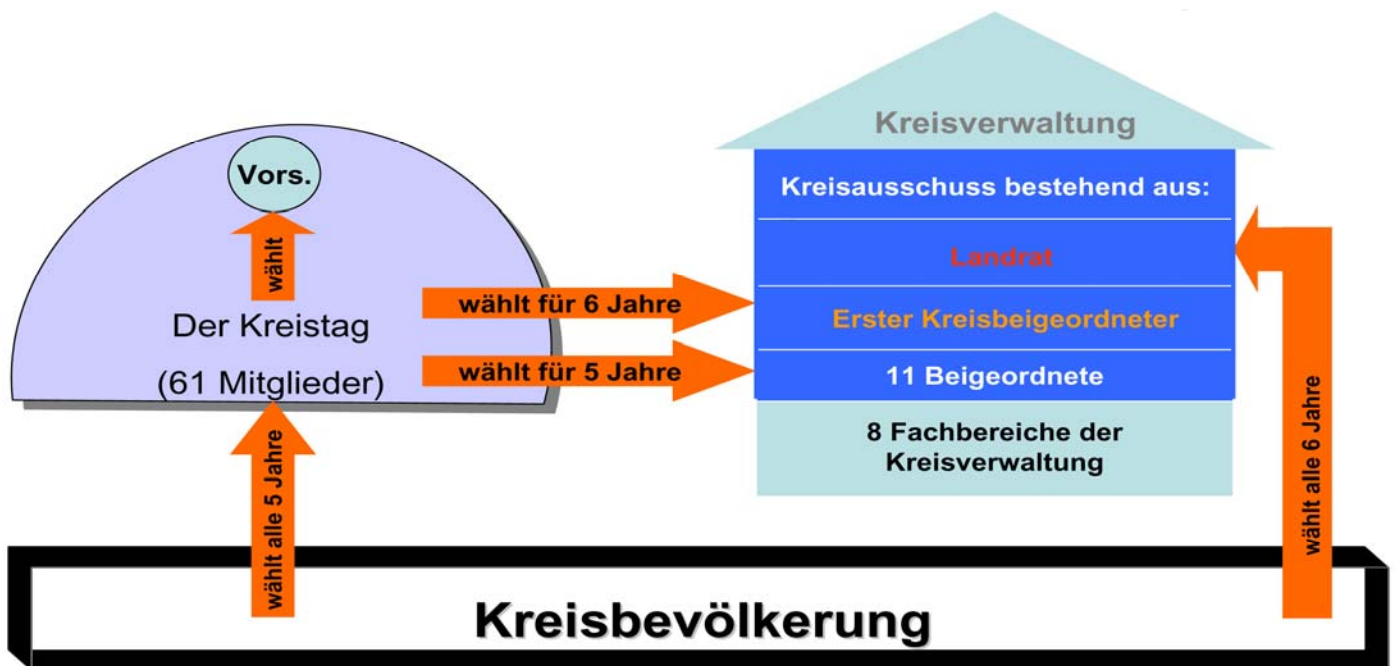 Kreisverwaltung
Vors.
Kreisausschuss bestehend aus:
wählt
Landrat
wählt für 6 Jahre
Der Kreistag
Erster Kreisbeigeordneter
wählt für 5 Jahre
(61 Mitglieder)
11 Beigeordnete
8 Fachbereiche der
Kreisverwaltung
wählt alle 5 Jahre
wählt alle 6 Jahre
Kreisbevölkerung